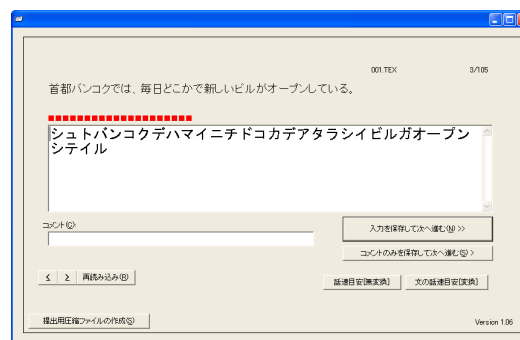 001.TEX 3/105
首都バンコクでは、毎日どこかで新しいビルがオープンしている。
シュトバンコクデハマイニチドコカデアタラシイビルガオープン
シテイル
コメント(C):
入力を保存して次へ進む(N) >>
コメントのみを保存して次へ進む(S) >
< > 再読み込み(R)
話速目安[無変換] 文の話速目安[変換]
提出用圧縮ファイルの作成(S)
Version 1.06